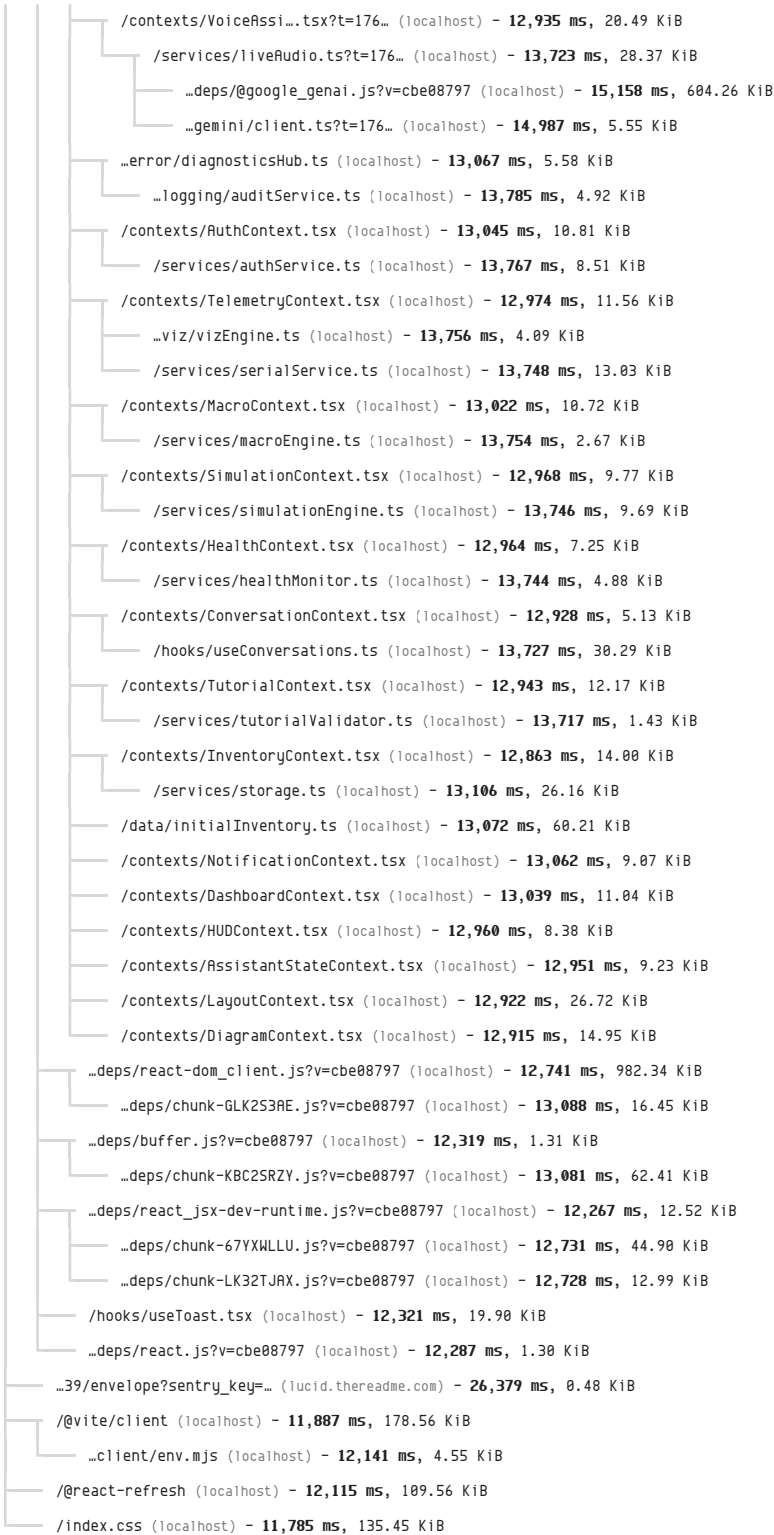 /contexts/VoiceAssi….tsx?t=176… (localhost) - 12,935 ms, 20.49 KiB
/services/liveAudio.ts?t=176… (localhost) - 13,723 ms, 28.37 KiB
…deps/@google_genai.js?v=cbe08797 (localhost) - 15,158 ms, 604.26 KiB
…gemini/client.ts?t=176… (localhost) - 14,987 ms, 5.55 KiB
…error/diagnosticsHub.ts (localhost) - 13,067 ms, 5.58 KiB
…logging/auditService.ts (localhost) - 13,785 ms, 4.92 KiB
/contexts/AuthContext.tsx (localhost) - 13,045 ms, 10.81 KiB
/services/authService.ts (localhost) - 13,767 ms, 8.51 KiB
/contexts/TelemetryContext.tsx (localhost) - 12,974 ms, 11.56 KiB
…viz/vizEngine.ts (localhost) - 13,756 ms, 4.09 KiB
/services/serialService.ts (localhost) - 13,748 ms, 13.03 KiB
/contexts/MacroContext.tsx (localhost) - 13,022 ms, 10.72 KiB
/services/macroEngine.ts (localhost) - 13,754 ms, 2.67 KiB
/contexts/SimulationContext.tsx (localhost) - 12,968 ms, 9.77 KiB
/services/simulationEngine.ts (localhost) - 13,746 ms, 9.69 KiB
/contexts/HealthContext.tsx (localhost) - 12,964 ms, 7.25 KiB
/services/healthMonitor.ts (localhost) - 13,744 ms, 4.88 KiB
/contexts/ConversationContext.tsx (localhost) - 12,928 ms, 5.13 KiB
/hooks/useConversations.ts (localhost) - 13,727 ms, 30.29 KiB
/contexts/TutorialContext.tsx (localhost) - 12,943 ms, 12.17 KiB
/services/tutorialValidator.ts (localhost) - 13,717 ms, 1.43 KiB
/contexts/InventoryContext.tsx (localhost) - 12,863 ms, 14.00 KiB
/services/storage.ts (localhost) - 13,106 ms, 26.16 KiB
/data/initialInventory.ts (localhost) - 13,072 ms, 60.21 KiB
/contexts/NotificationContext.tsx (localhost) - 13,062 ms, 9.07 KiB
/contexts/DashboardContext.tsx (localhost) - 13,039 ms, 11.04 KiB
/contexts/HUDContext.tsx (localhost) - 12,960 ms, 8.38 KiB
/contexts/AssistantStateContext.tsx (localhost) - 12,951 ms, 9.23 KiB
/contexts/LayoutContext.tsx (localhost) - 12,922 ms, 26.72 KiB
/contexts/DiagramContext.tsx (localhost) - 12,915 ms, 14.95 KiB
…deps/react-dom_client.js?v=cbe08797 (localhost) - 12,741 ms, 982.34 KiB
…deps/chunk-GLK2S3AE.js?v=cbe08797 (localhost) - 13,088 ms, 16.45 KiB
…deps/buffer.js?v=cbe08797 (localhost) - 12,319 ms, 1.31 KiB
…deps/chunk-KBC2SRZY.js?v=cbe08797 (localhost) - 13,081 ms, 62.41 KiB
…deps/react_jsx-dev-runtime.js?v=cbe08797 (localhost) - 12,267 ms, 12.52 KiB
…deps/chunk-67YXWLLU.js?v=cbe08797 (localhost) - 12,731 ms, 44.90 KiB
…deps/chunk-LK32TJAX.js?v=cbe08797 (localhost) - 12,728 ms, 12.99 KiB
/hooks/useToast.tsx (localhost) - 12,321 ms, 19.90 KiB
…deps/react.js?v=cbe08797 (localhost) - 12,287 ms, 1.30 KiB
…39/envelope?sentry_key=… (lucid.thereadme.com) - 26,379 ms, 0.48 KiB
/@vite/client (localhost) - 11,887 ms, 178.56 KiB
…client/env.mjs (localhost) - 12,141 ms, 4.55 KiB
/@react-refresh (localhost) - 12,115 ms, 109.56 KiB
/index.css (localhost) - 11,785 ms, 135.45 KiB